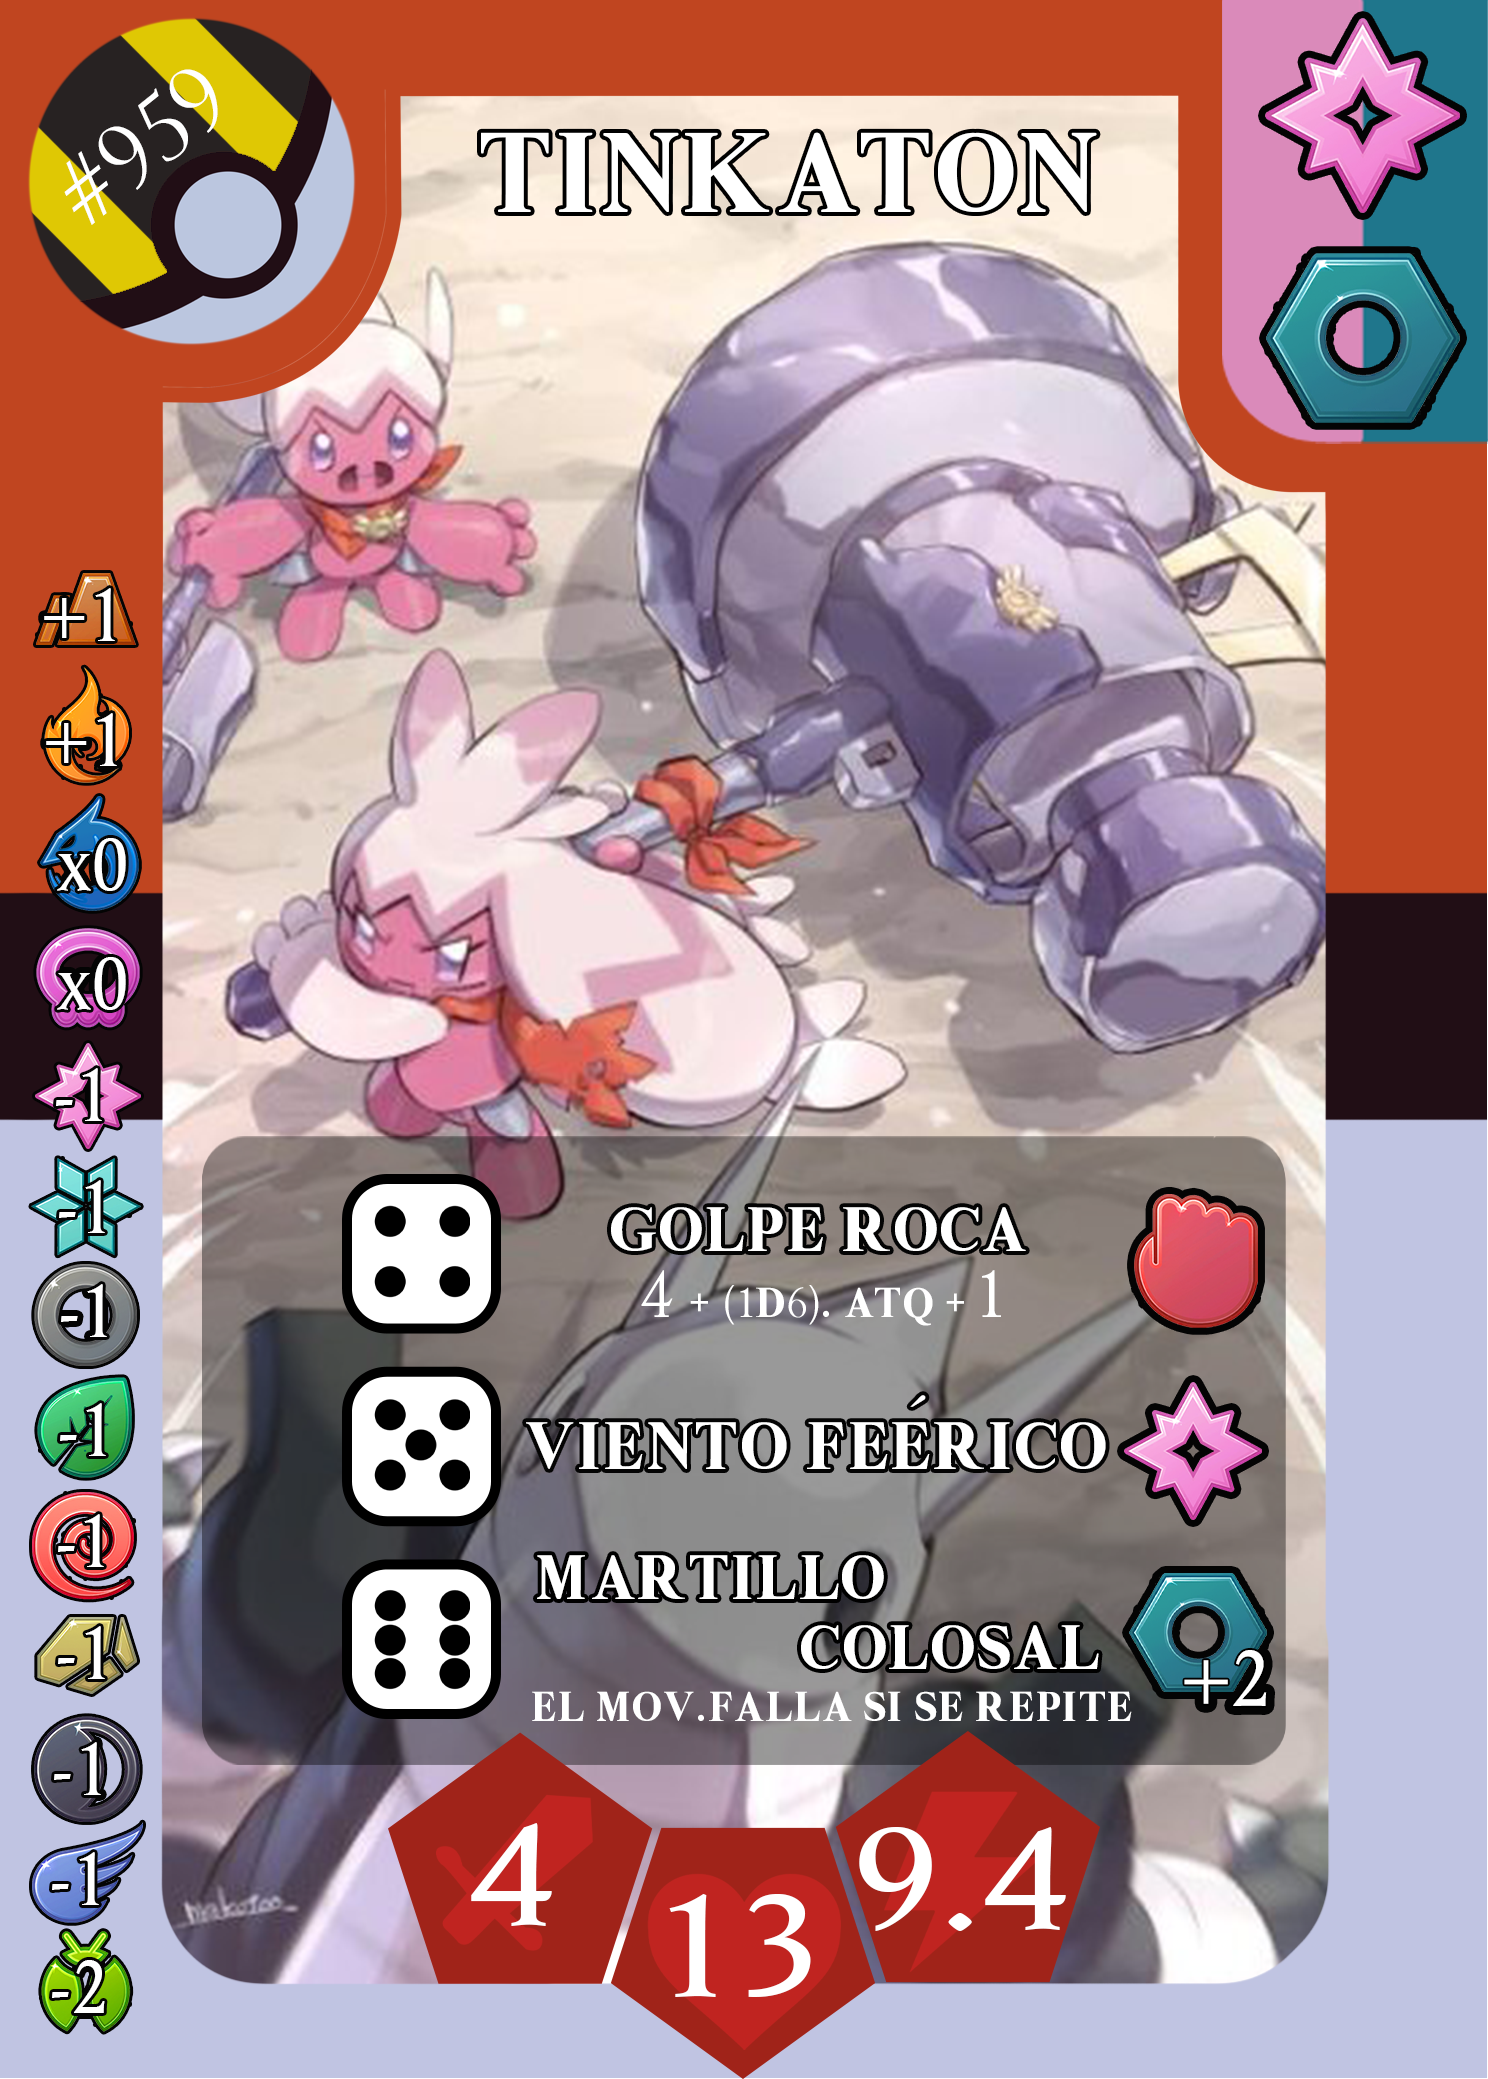 #959
TINKATON
+1
+1
x0
x0
-1
-1
-1
-1
-1
-1
-1
-1
-2
GOLPE ROCA
4 + (1D6). ATQ + 1
VIENTO FEÉRICO
MARTILLO
COLOSAL
+2
EL MOV.FALLA SI SE REPITE
4
13
9.4